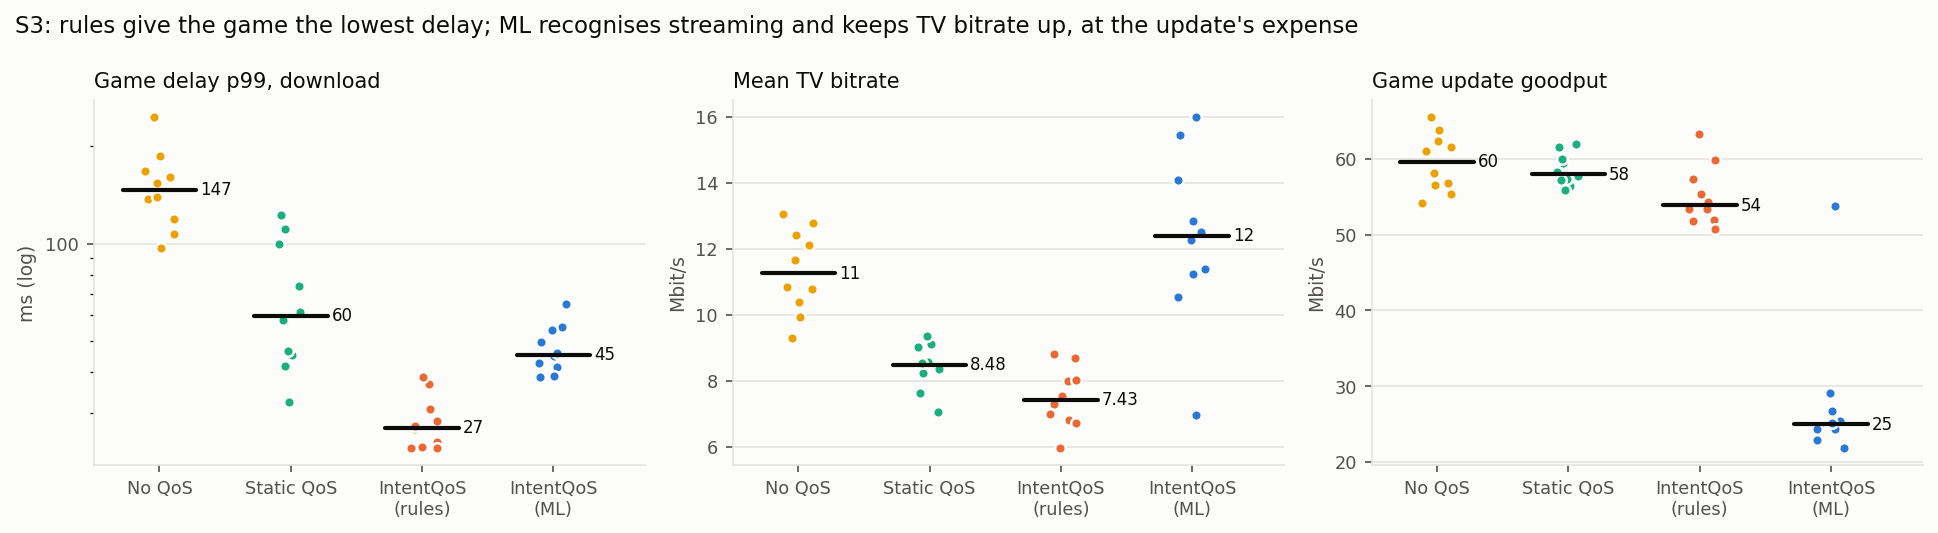 S3: rules give the game the lowest delay; ML recognises streaming and keeps TV bitrate up, at the update's expense
Game delay p99, download
ms (log)
100
147
60
27
45
No QoS
Static QoS
IntentQoS
(rules)
IntentQoS
(ML)
Mean TV bitrate
Mbit/s
16
14
12
10
8
6
11
8.48
7.43
12
No QoS
Static QoS
IntentQoS
(rules)
IntentQoS
(ML)
Game update goodput
Mbit/s
60
50
40
30
20
60
58
54
25
No QoS
Static QoS
IntentQoS
(rules)
IntentQoS
(ML)